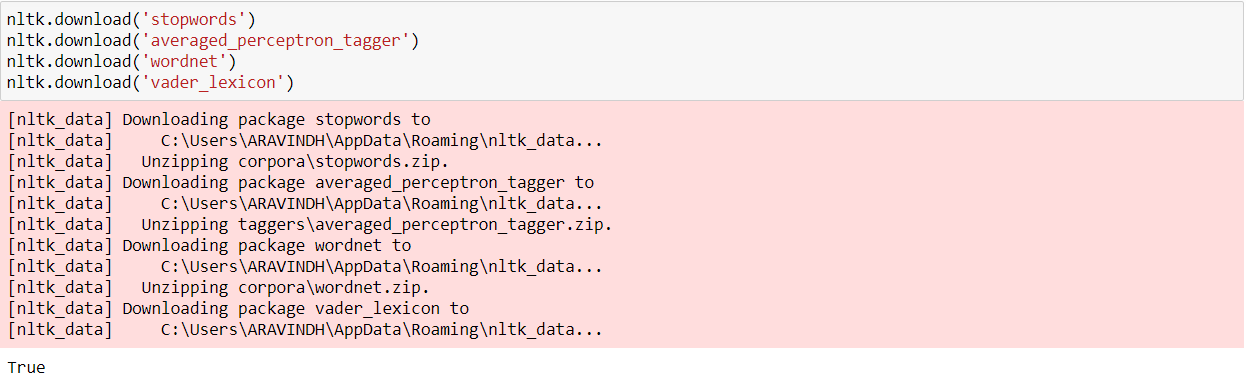 nltk.download('stopwords')
nltk.download('averaged_perceptron_tagger')
nltk.download('wordnet')
nltk.download('vader_lexicon')
[nltk_data] Downloading package stopwords to
[nltk_data]     C:\Users\ARAVINDH\AppData\Roaming\nltk_data...
[nltk_data]   Unzipping corpora\stopwords.zip.
[nltk_data] Downloading package averaged_perceptron_tagger to
[nltk_data]     C:\Users\ARAVINDH\AppData\Roaming\nltk_data...
[nltk_data]   Unzipping taggers\averaged_perceptron_tagger.zip.
[nltk_data] Downloading package wordnet to
[nltk_data]     C:\Users\ARAVINDH\AppData\Roaming\nltk_data...
[nltk_data]   Unzipping corpora\wordnet.zip.
[nltk_data] Downloading package vader_lexicon to
[nltk_data]     C:\Users\ARAVINDH\AppData\Roaming\nltk_data...
True